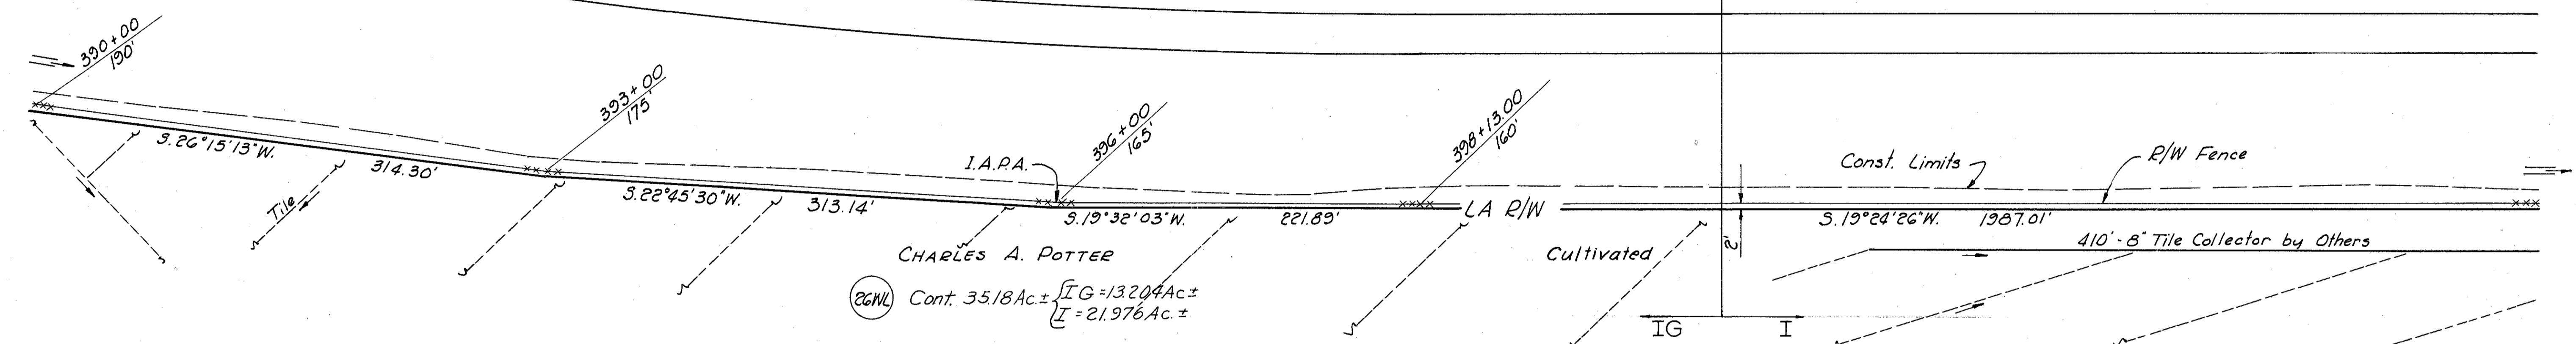 390+00
190'
S.26°15'13"W.
314.30'
Tile
393+00
175'
S.22°45'30"W.
313.14'
I.A.P.A.
396+00
165'
S.19°32'03"W.
221.89'
398+13.00
160'
LA R/W
Const. Limits
R/W Fence
S.19°24'26"W. 1987.01'
2'
410'-8" Tile Collector by Others
CHARLES A. POTTER
Cultivated
26WL Cont. 35.18 Ac.± { IG = 13.204 Ac ±
I = 21.976 Ac. ±
IG I